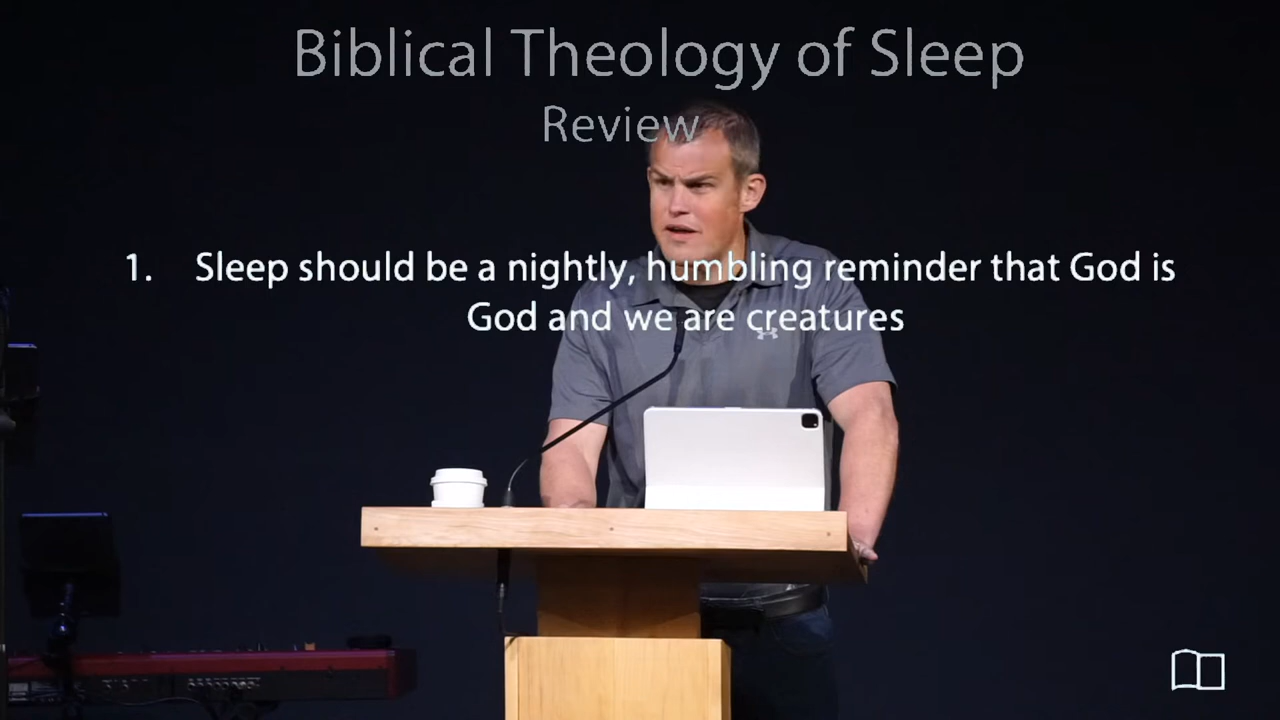 Biblical Theology of Sleep
Review
1. Sleep should be a nightly, humbling reminder that God is
God and we are creatures